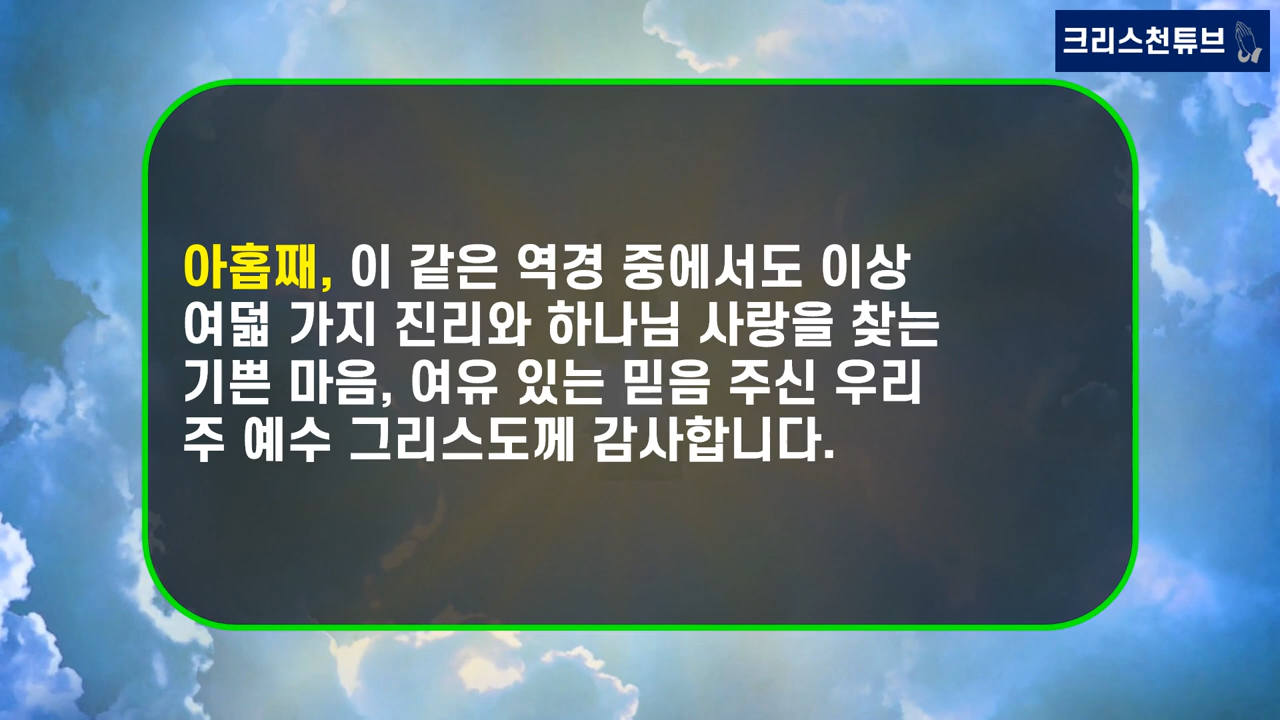 크리스천튜브
아홉째, 이 같은 역경 중에서도 이상
여덟 가지 진리와 하나님 사랑을 찾는
기쁜 마음, 여유 있는 믿음 주신 우리
주 예수 그리스도께 감사합니다.